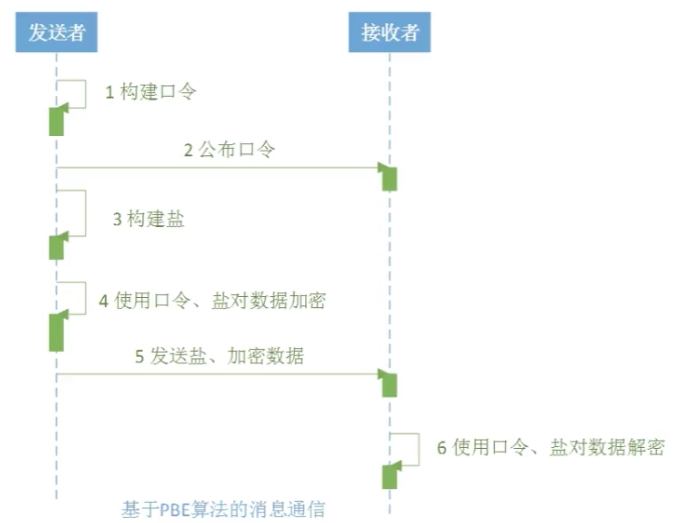 发送者
接收者
1 构建口令
2 公布口令
3 构建盐
4 使用口令、盐对数据加密
5 发送盐、加密数据
6 使用口令、盐对数据解密
基于PBE算法的消息通信